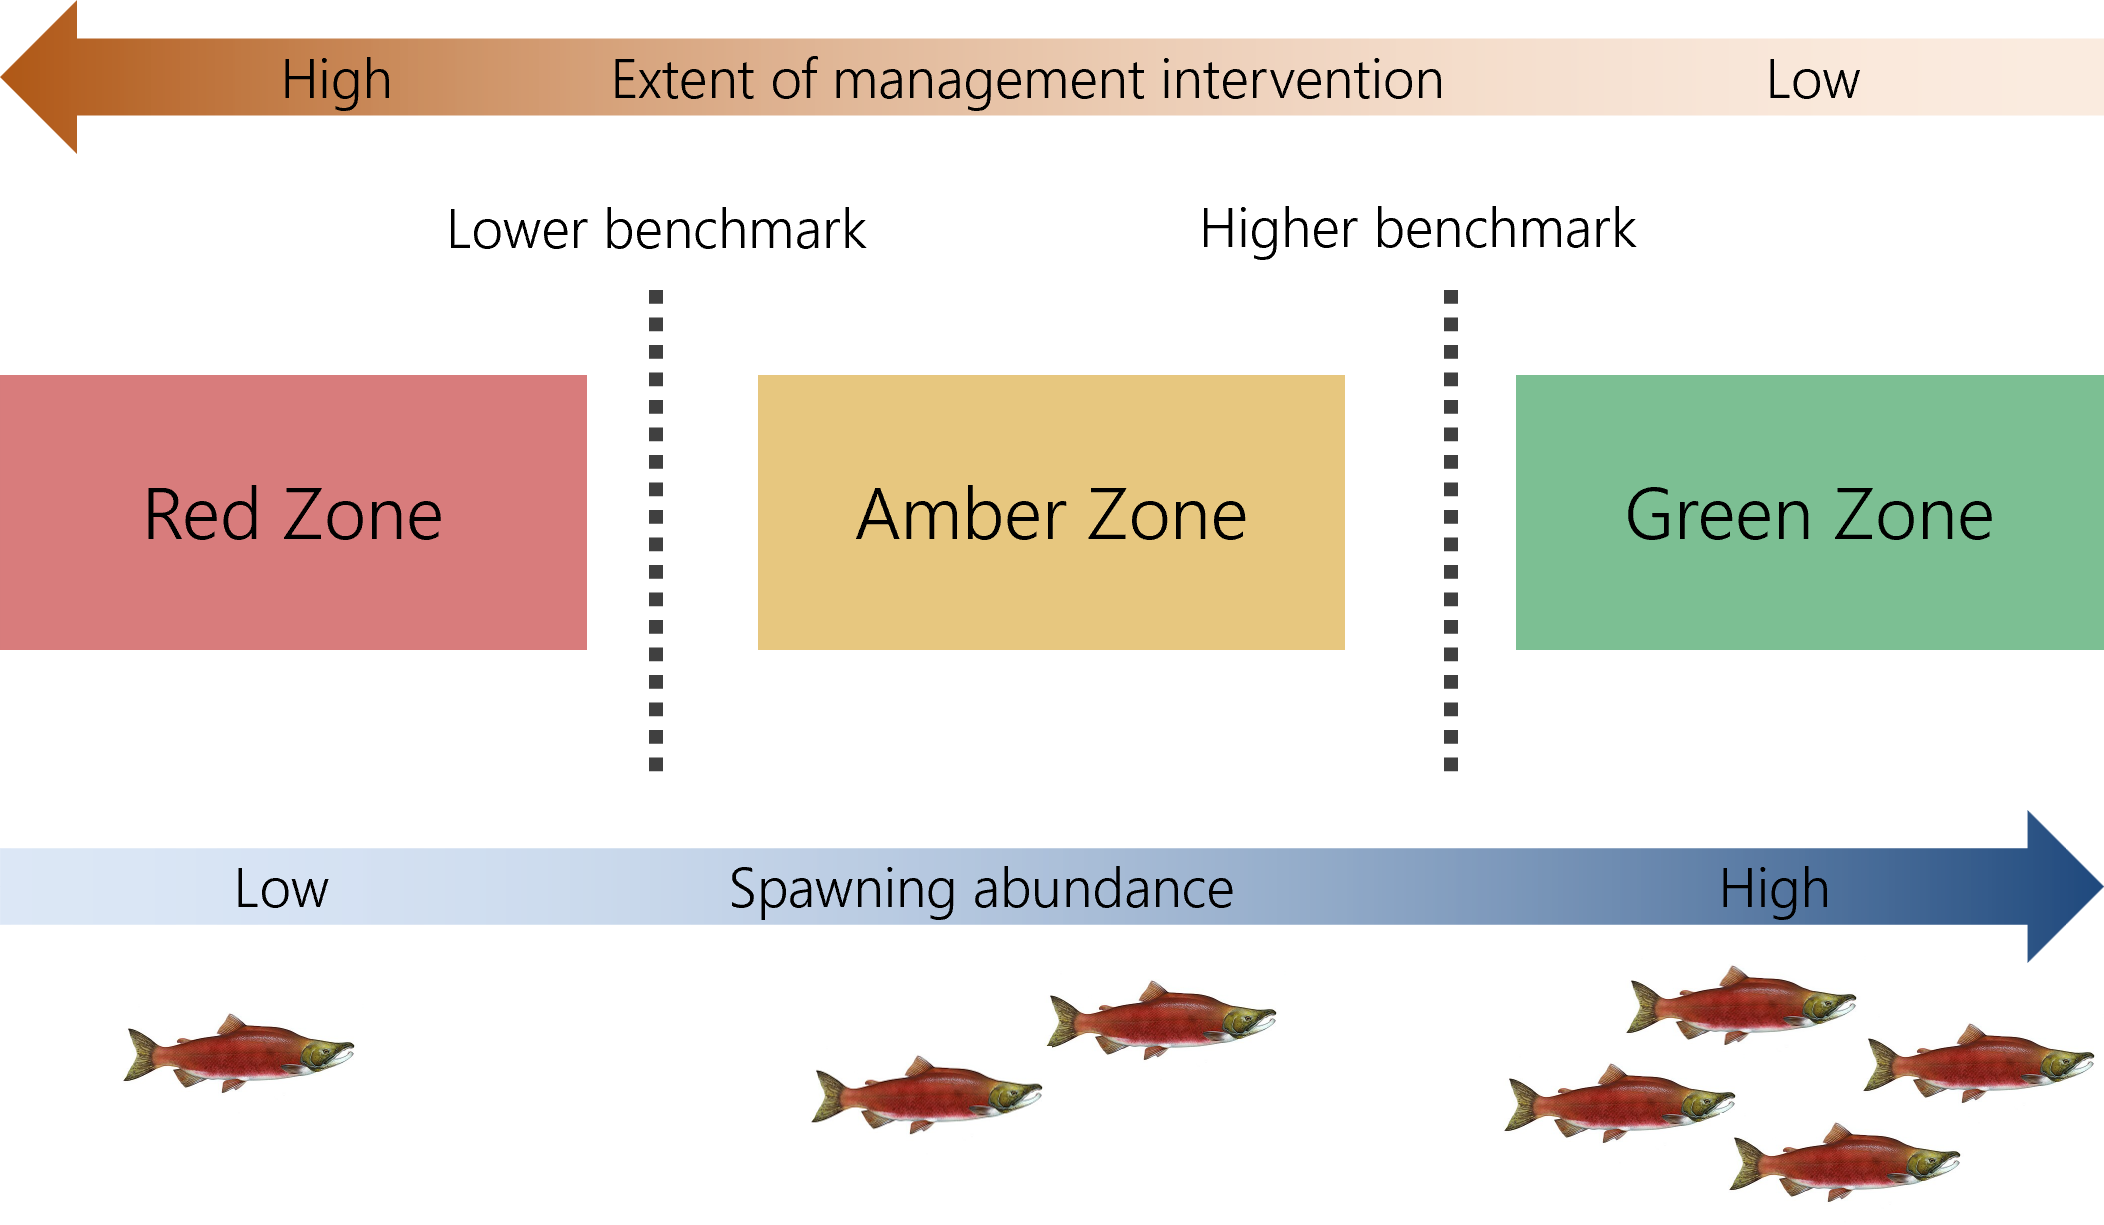 High Extent of management intervention Low
Lower benchmark Higher benchmark
Red Zone Amber Zone Green Zone
Low Spawning abundance High